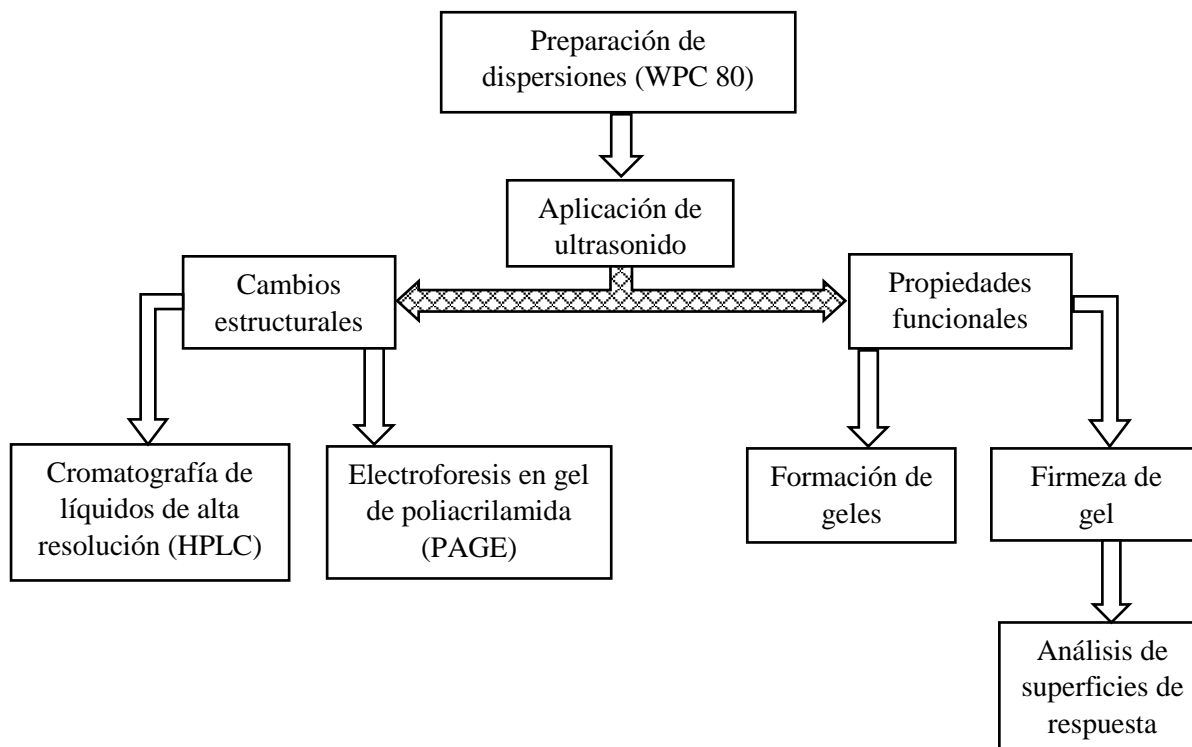 Preparación de
dispersiones (WPC 80)
Aplicación de
ultrasonido
Cambios
estructurales
Propiedades
funcionales
Cromatografía de
líquidos de alta
resolución (HPLC)
Electroforesis en gel
de poliacrilamida
(PAGE)
Formación de
geles
Firmeza de
gel
Análisis de
superficies de
respuesta